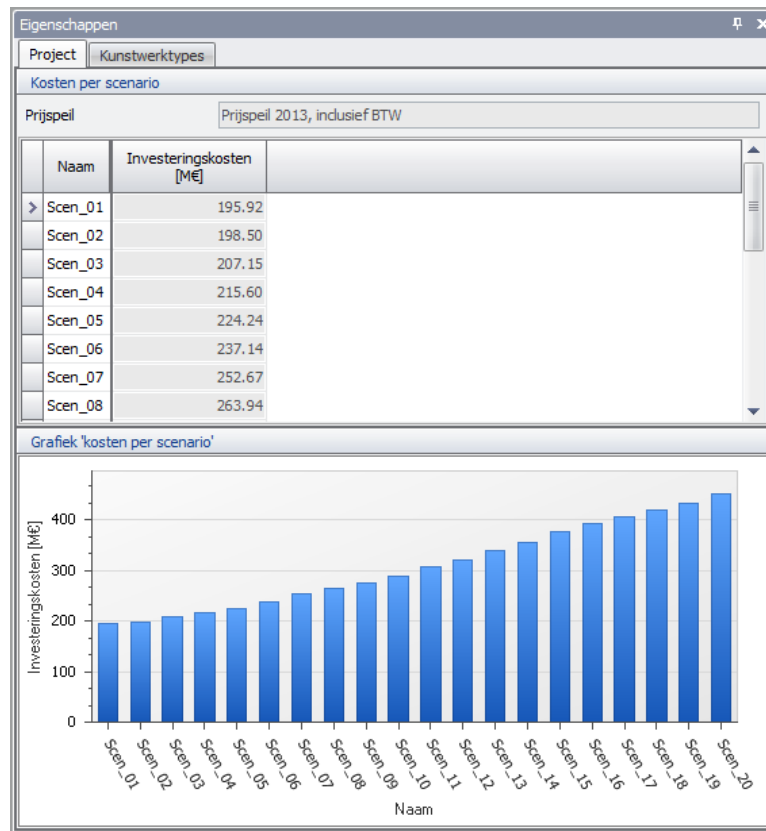 Eigenschappen
Project Kunstwerktypes
Kosten per scenario
Prijspeil Prijspeil 2013, inclusief BTW
Naam Investeringskosten
[M€]
Scen_01 195.92
Scen_02 198.50
Scen_03 207.15
Scen_04 215.60
Scen_05 224.24
Scen_06 237.14
Scen_07 252.67
Scen_08 263.94
Grafiek 'kosten per scenario'
Investeringskosten [M€]
400
300
200
100
0
Scen_01 Scen_02 Scen_03 Scen_04 Scen_05 Scen_06 Scen_07 Scen_08 Scen_09 Scen_10 Scen_11 Scen_12 Scen_13 Scen_14 Scen_15 Scen_16 Scen_17 Scen_18 Scen_19 Scen_20
Naam